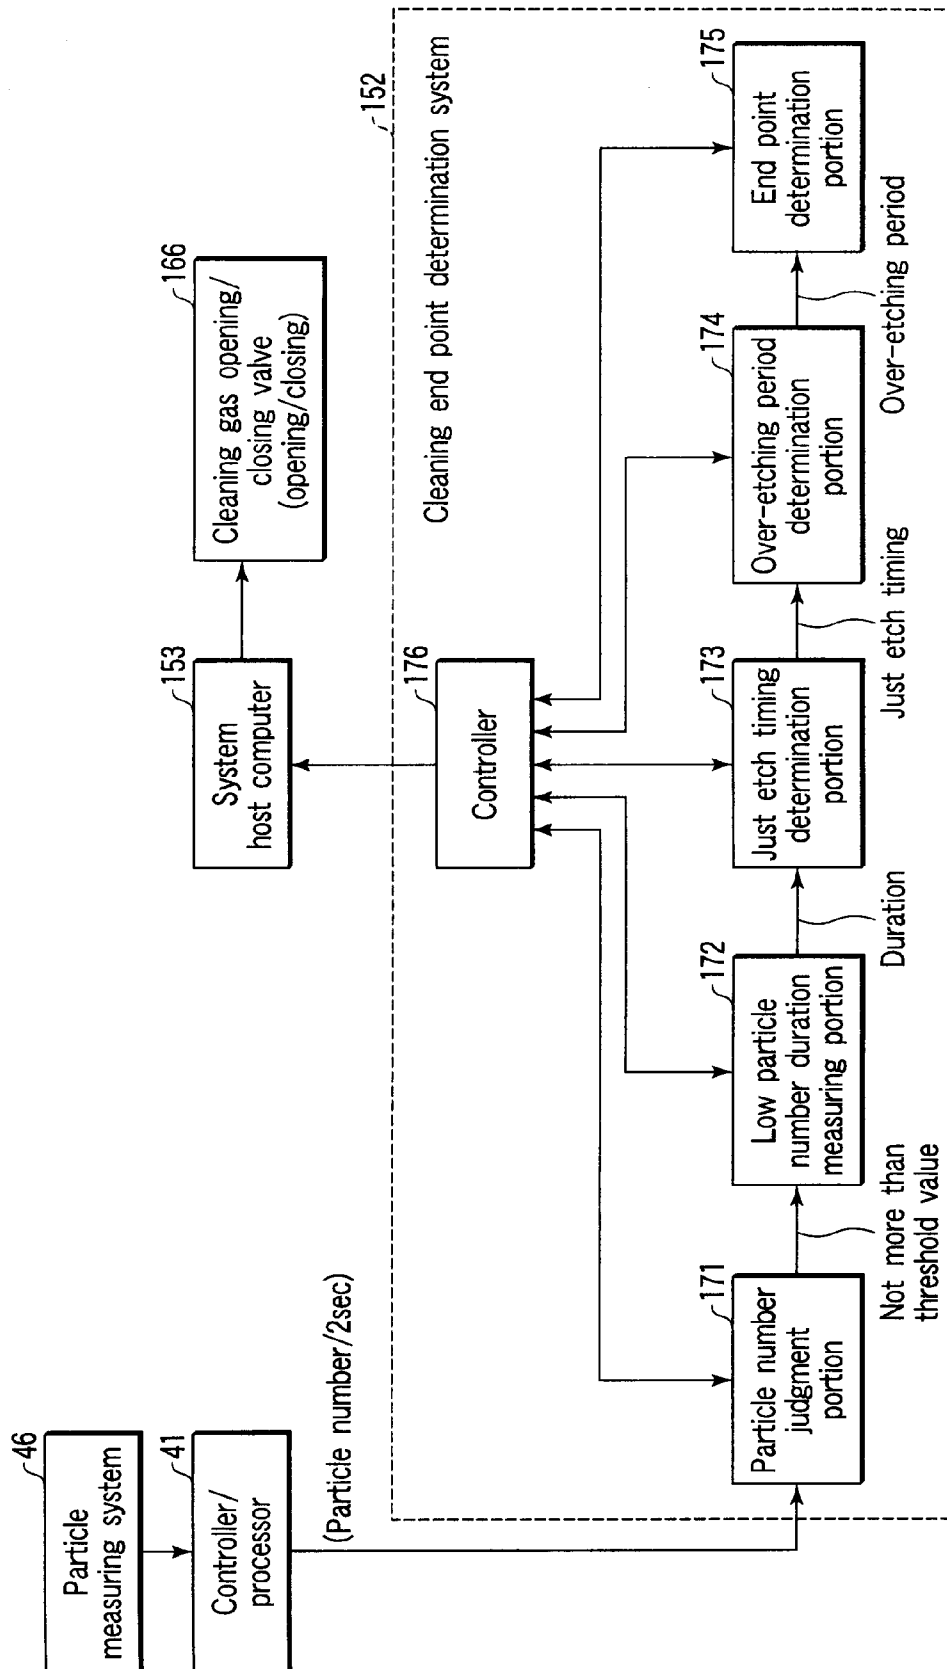 46
Particle
measuring system
41
Controller/
processor
(Particle number/2sec)
153
System
host computer
166
Cleaning gas opening/
closing valve
(opening/closing)
152
Cleaning end point determination system
176
Controller
171
Particle number
judgment
portion
Not more than
threshold value
172
Low particle
number duration
measuring portion
Duration
173
Just etch timing
determination
portion
Just etch timing
174
Over-etching period
determination
portion
Over-etching period
175
End point
determination
portion